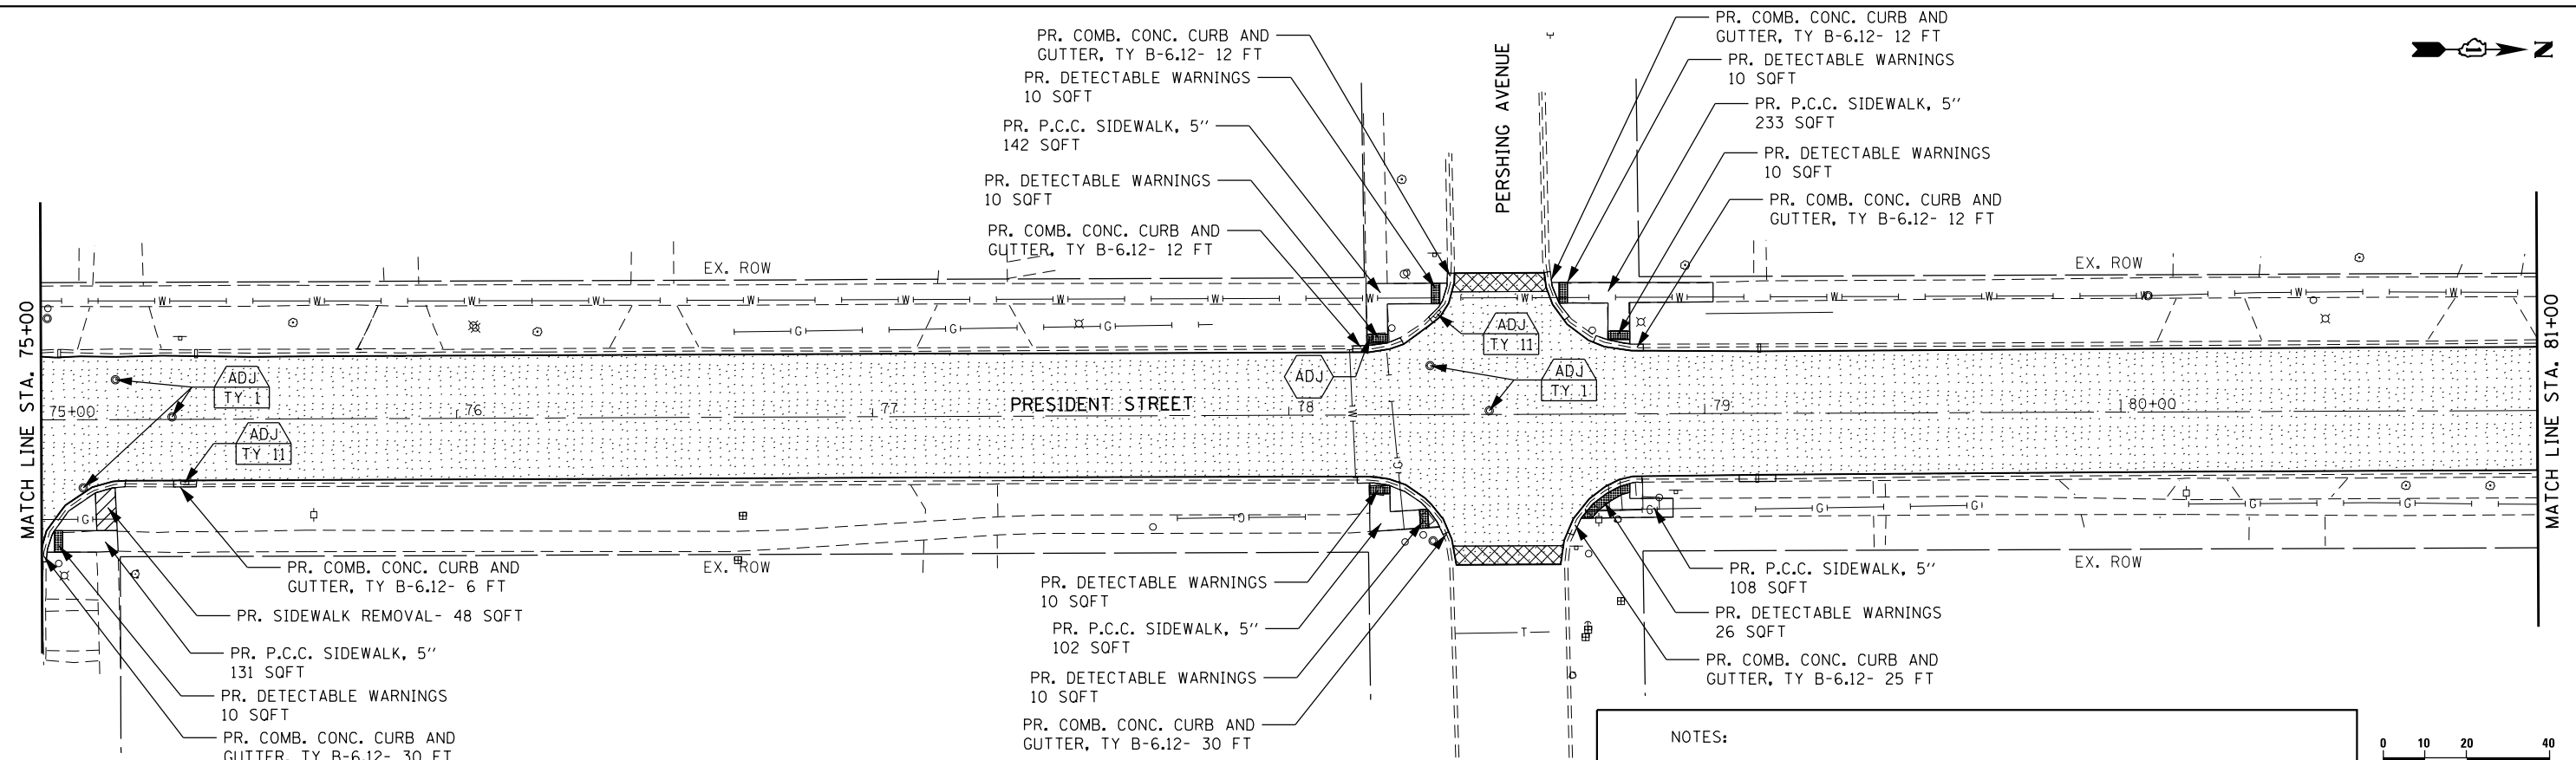 PR. COMB. CONC. CURB AND
GUTTER, TY B-6.12- 12 FT
PR. DETECTABLE WARNINGS
10 SQFT
PR. P.C.C. SIDEWALK, 5''
142 SQFT
PR. DETECTABLE WARNINGS
10 SQFT
PR. COMB. CONC. CURB AND
GUTTER, TY B-6.12- 12 FT
PERSHING AVENUE
PR. COMB. CONC. CURB AND
GUTTER, TY B-6.12- 12 FT
PR. DETECTABLE WARNINGS
10 SQFT
PR. P.C.C. SIDEWALK, 5''
233 SQFT
PR. DETECTABLE WARNINGS
10 SQFT
PR. COMB. CONC. CURB AND
GUTTER, TY B-6.12- 12 FT
N
EX. ROW
EX. ROW
W W W W W W W W W W W W W W W W
G G G
MATCH LINE STA. 75+00
MATCH LINE STA. 81+00
ADJ
TY 11
ADJ
TY 1
ADJ
ADJ
TY 1
75+00
76
77
PRESIDENT STREET
78
79
80+00
W
G
ADJ
TY 11
G
G
G
G
G
G
G
EX. ROW
EX. ROW
PR. COMB. CONC. CURB AND
GUTTER, TY B-6.12- 6 FT
PR. SIDEWALK REMOVAL- 48 SQFT
PR. P.C.C. SIDEWALK, 5''
131 SQFT
PR. DETECTABLE WARNINGS
10 SQFT
PR. COMB. CONC. CURB AND
GUTTER, TY B-6.12- 30 FT
PR. DETECTABLE WARNINGS
10 SQFT
PR. P.C.C. SIDEWALK, 5''
102 SQFT
PR. DETECTABLE WARNINGS
10 SQFT
PR. COMB. CONC. CURB AND
GUTTER, TY B-6.12- 30 FT
T
PR. P.C.C. SIDEWALK, 5''
108 SQFT
PR. DETECTABLE WARNINGS
26 SQFT
PR. COMB. CONC. CURB AND
GUTTER, TY B-6.12- 25 FT
NOTES:
0 10 20 40